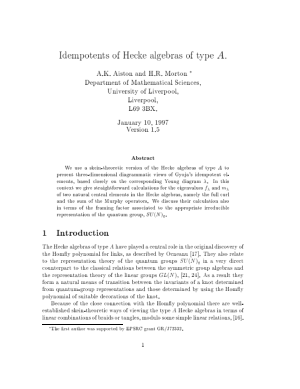 Idempotents of Hecke algebras of type A.
A.K. Aiston and H.R. Morton *
Department of Mathematical Sciences,
University of Liverpool,
Liverpool,
L69 3BX,
January 10, 1997
Version 1.5
Abstract
We use a skein-theoretic version of the Hecke algebras of type A to
present three-dimensional diagrammatic views of Gyoja's idempotent el-
ements, based closely on the corresponding Young diagram λ. In this
context we give straightforward calculations for the eigenvalues f_λ and m_λ
of two natural central elements in the Hecke algebras, namely the full curl
and the sum of the Murphy operators. We discuss their calculation also
in terms of the framing factor associated to the appropriate irreducible
representation of the quantum group, SU(N)_q.
1 Introduction
The Hecke algebras of type A have played a central role in the original discovery of
the Homfly polynomial for links, as described by Ocneanu [27]. They also relate
to the representation theory of the quantum groups SU(N)_q in a very direct
counterpart to the classical relations between the symmetric group algebras and
the representation theory of the linear groups GL(N), [21, 24]. As a result they
form a natural means of transition between the invariants of a knot determined
from quantum group representations and those determined by using the Homfly
polynomial of suitable decorations of the knot.
Because of the close connection with the Homfly polynomial there are well-
established skein-theoretic ways of viewing the type A Hecke algebras in terms of
linear combinations of braids or tangles, modulo some simple linear relations, [16],
*The first author was supported by EPSRC grant GR/J72332.
1